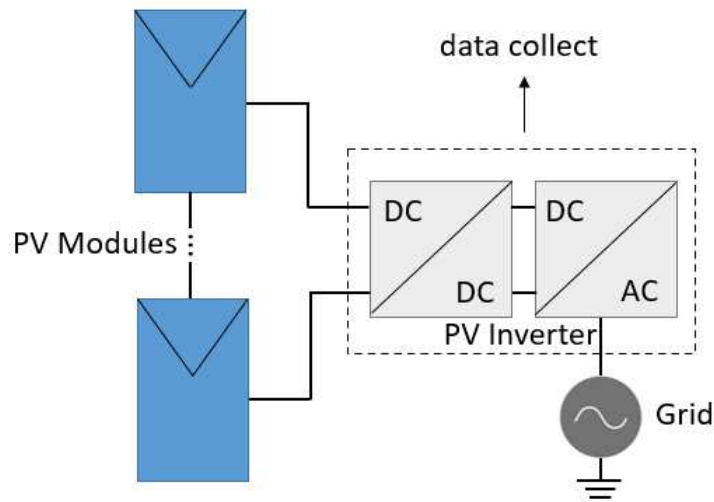 data collect
DC
DC
PV Modules
DC
AC
PV Inverter
Grid